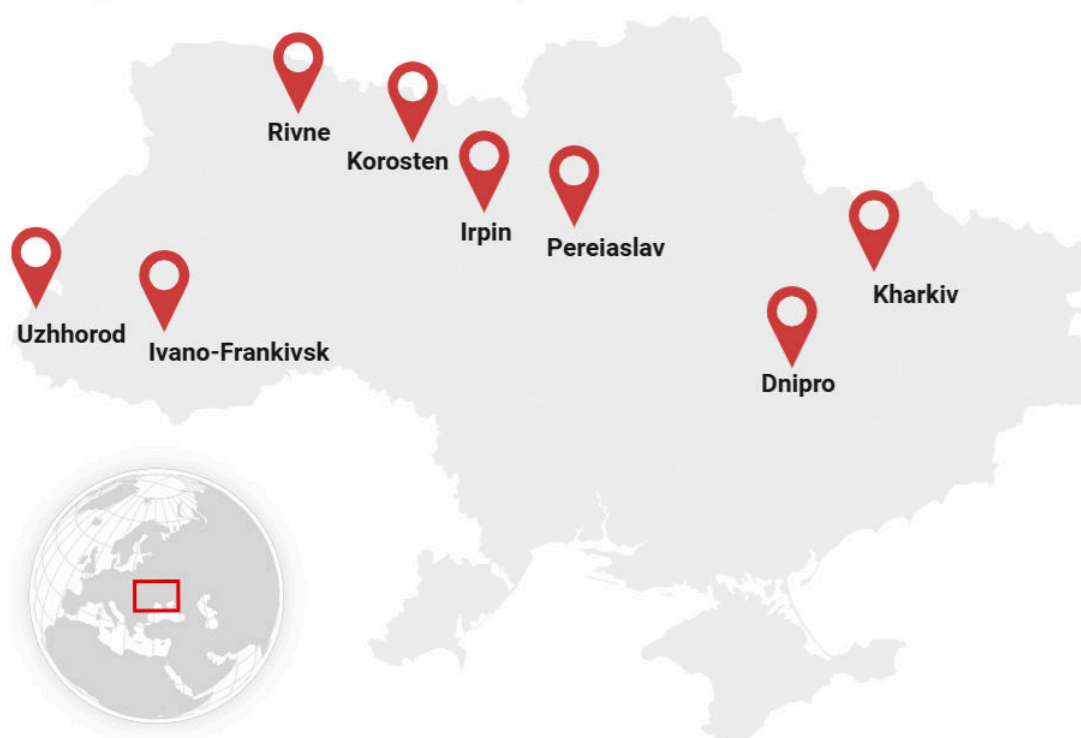 Rivne
Korosten
Irpin
Pereiaslav
Kharkiv
Uzhhorod
Ivano-Frankivsk
Dnipro